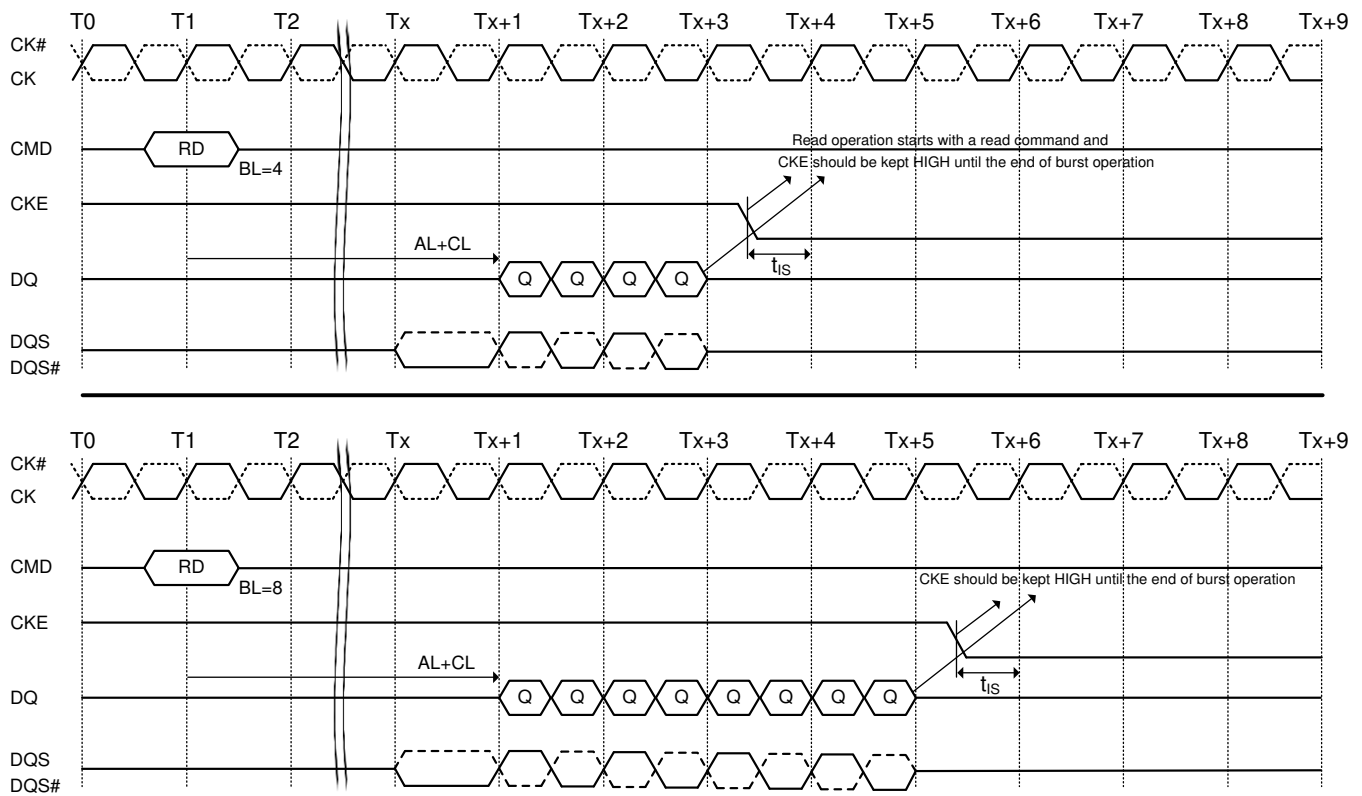 T0 T1 T2 Tx Tx+1 Tx+2 Tx+3 Tx+4 Tx+5 Tx+6 Tx+7 Tx+8 Tx+9
CK#
CK
CMD RD BL=4
Read operation starts with a read command and
CKE should be kept HIGH until the end of burst operation
CKE
AL+CL
tIS
DQ Q Q Q Q
DQS
DQS#
T0 T1 T2 Tx Tx+1 Tx+2 Tx+3 Tx+4 Tx+5 Tx+6 Tx+7 Tx+8 Tx+9
CK#
CK
CMD RD BL=8
CKE should be kept HIGH until the end of burst operation
CKE
AL+CL
tIS
DQ Q Q Q Q Q Q Q Q
DQS
DQS#